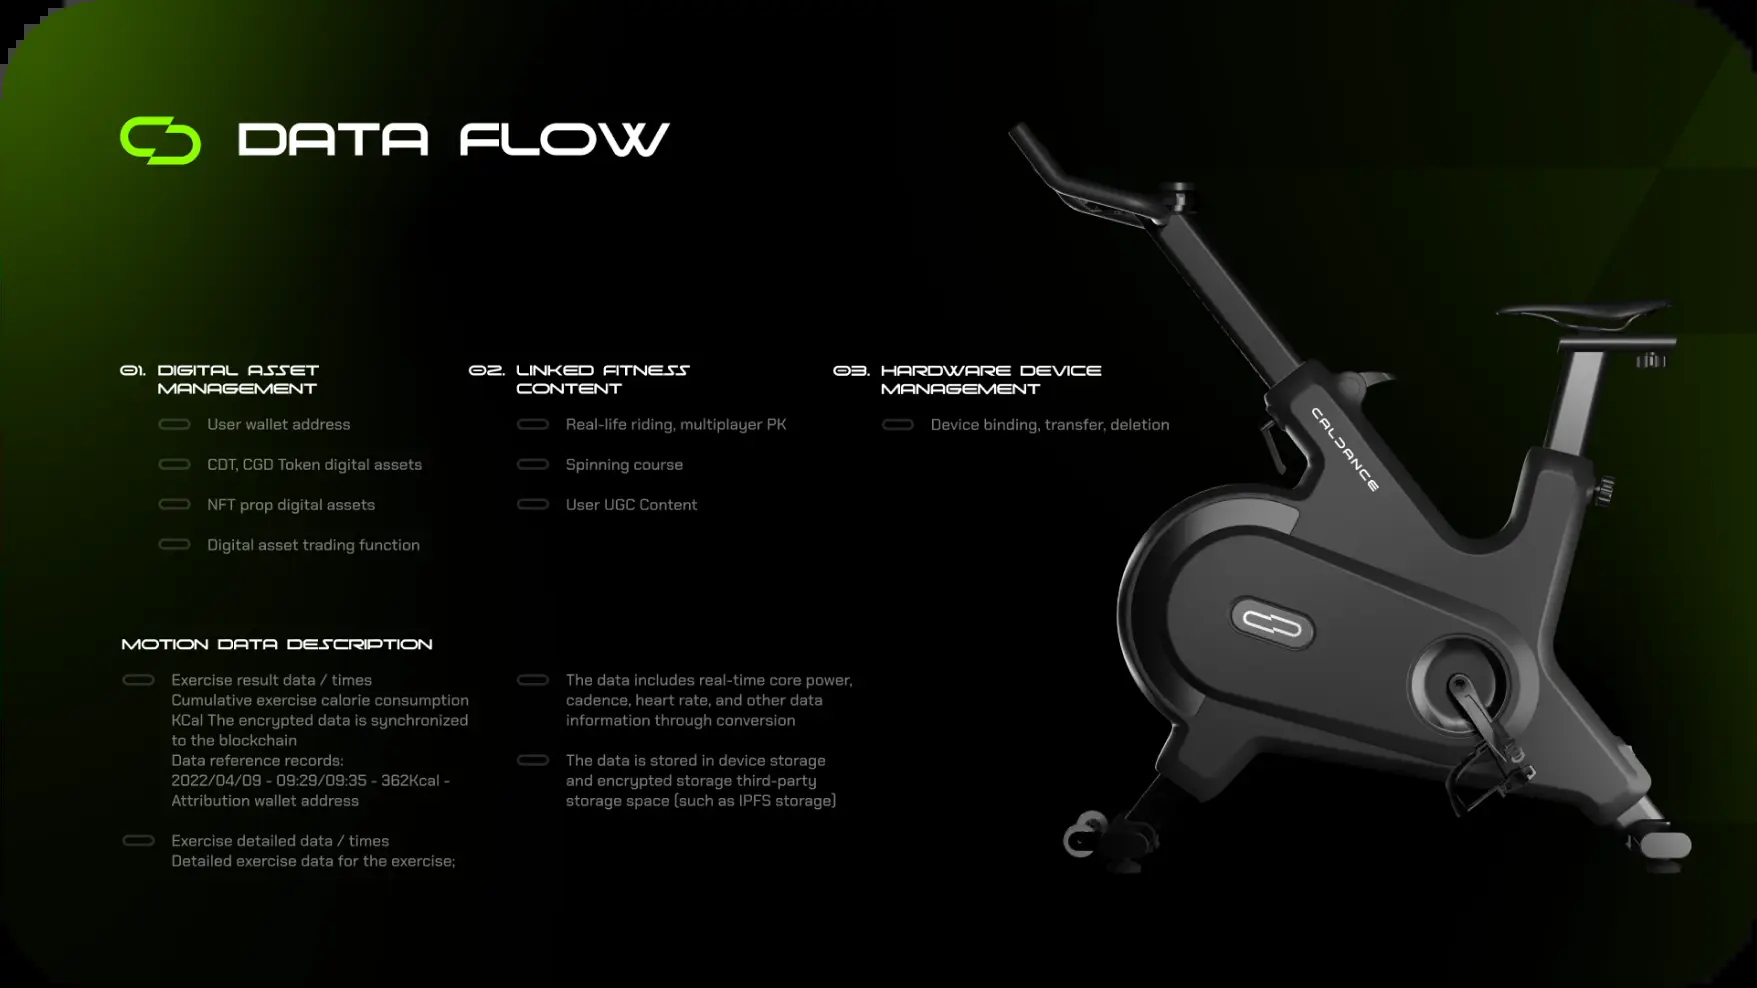 DATA FLOW
01. DIGITAL ASSET
MANAGEMENT
User wallet address
CDT, CGD Token digital assets
NFT prop digital assets
Digital asset trading function
02. LINKED FITNESS
CONTENT
Real-life riding, multiplayer PK
Spinning course
User UGC Content
03. HARDWARE DEVICE
MANAGEMENT
Device binding, transfer, deletion
CALDANCE
MOTION DATA DESCRIPTION
Exercise result data / times
Cumulative exercise calorie consumption
KCal The encrypted data is synchronized
to the blockchain
Data reference records:
2022/04/09 - 09:29/09:35 - 362Kcal -
Attribution wallet address
Exercise detailed data / times
Detailed exercise data for the exercise;
The data includes real-time core power,
cadence, heart rate, and other data
information through conversion
The data is stored in device storage
and encrypted storage third-party
storage space (such as IPFS storage)